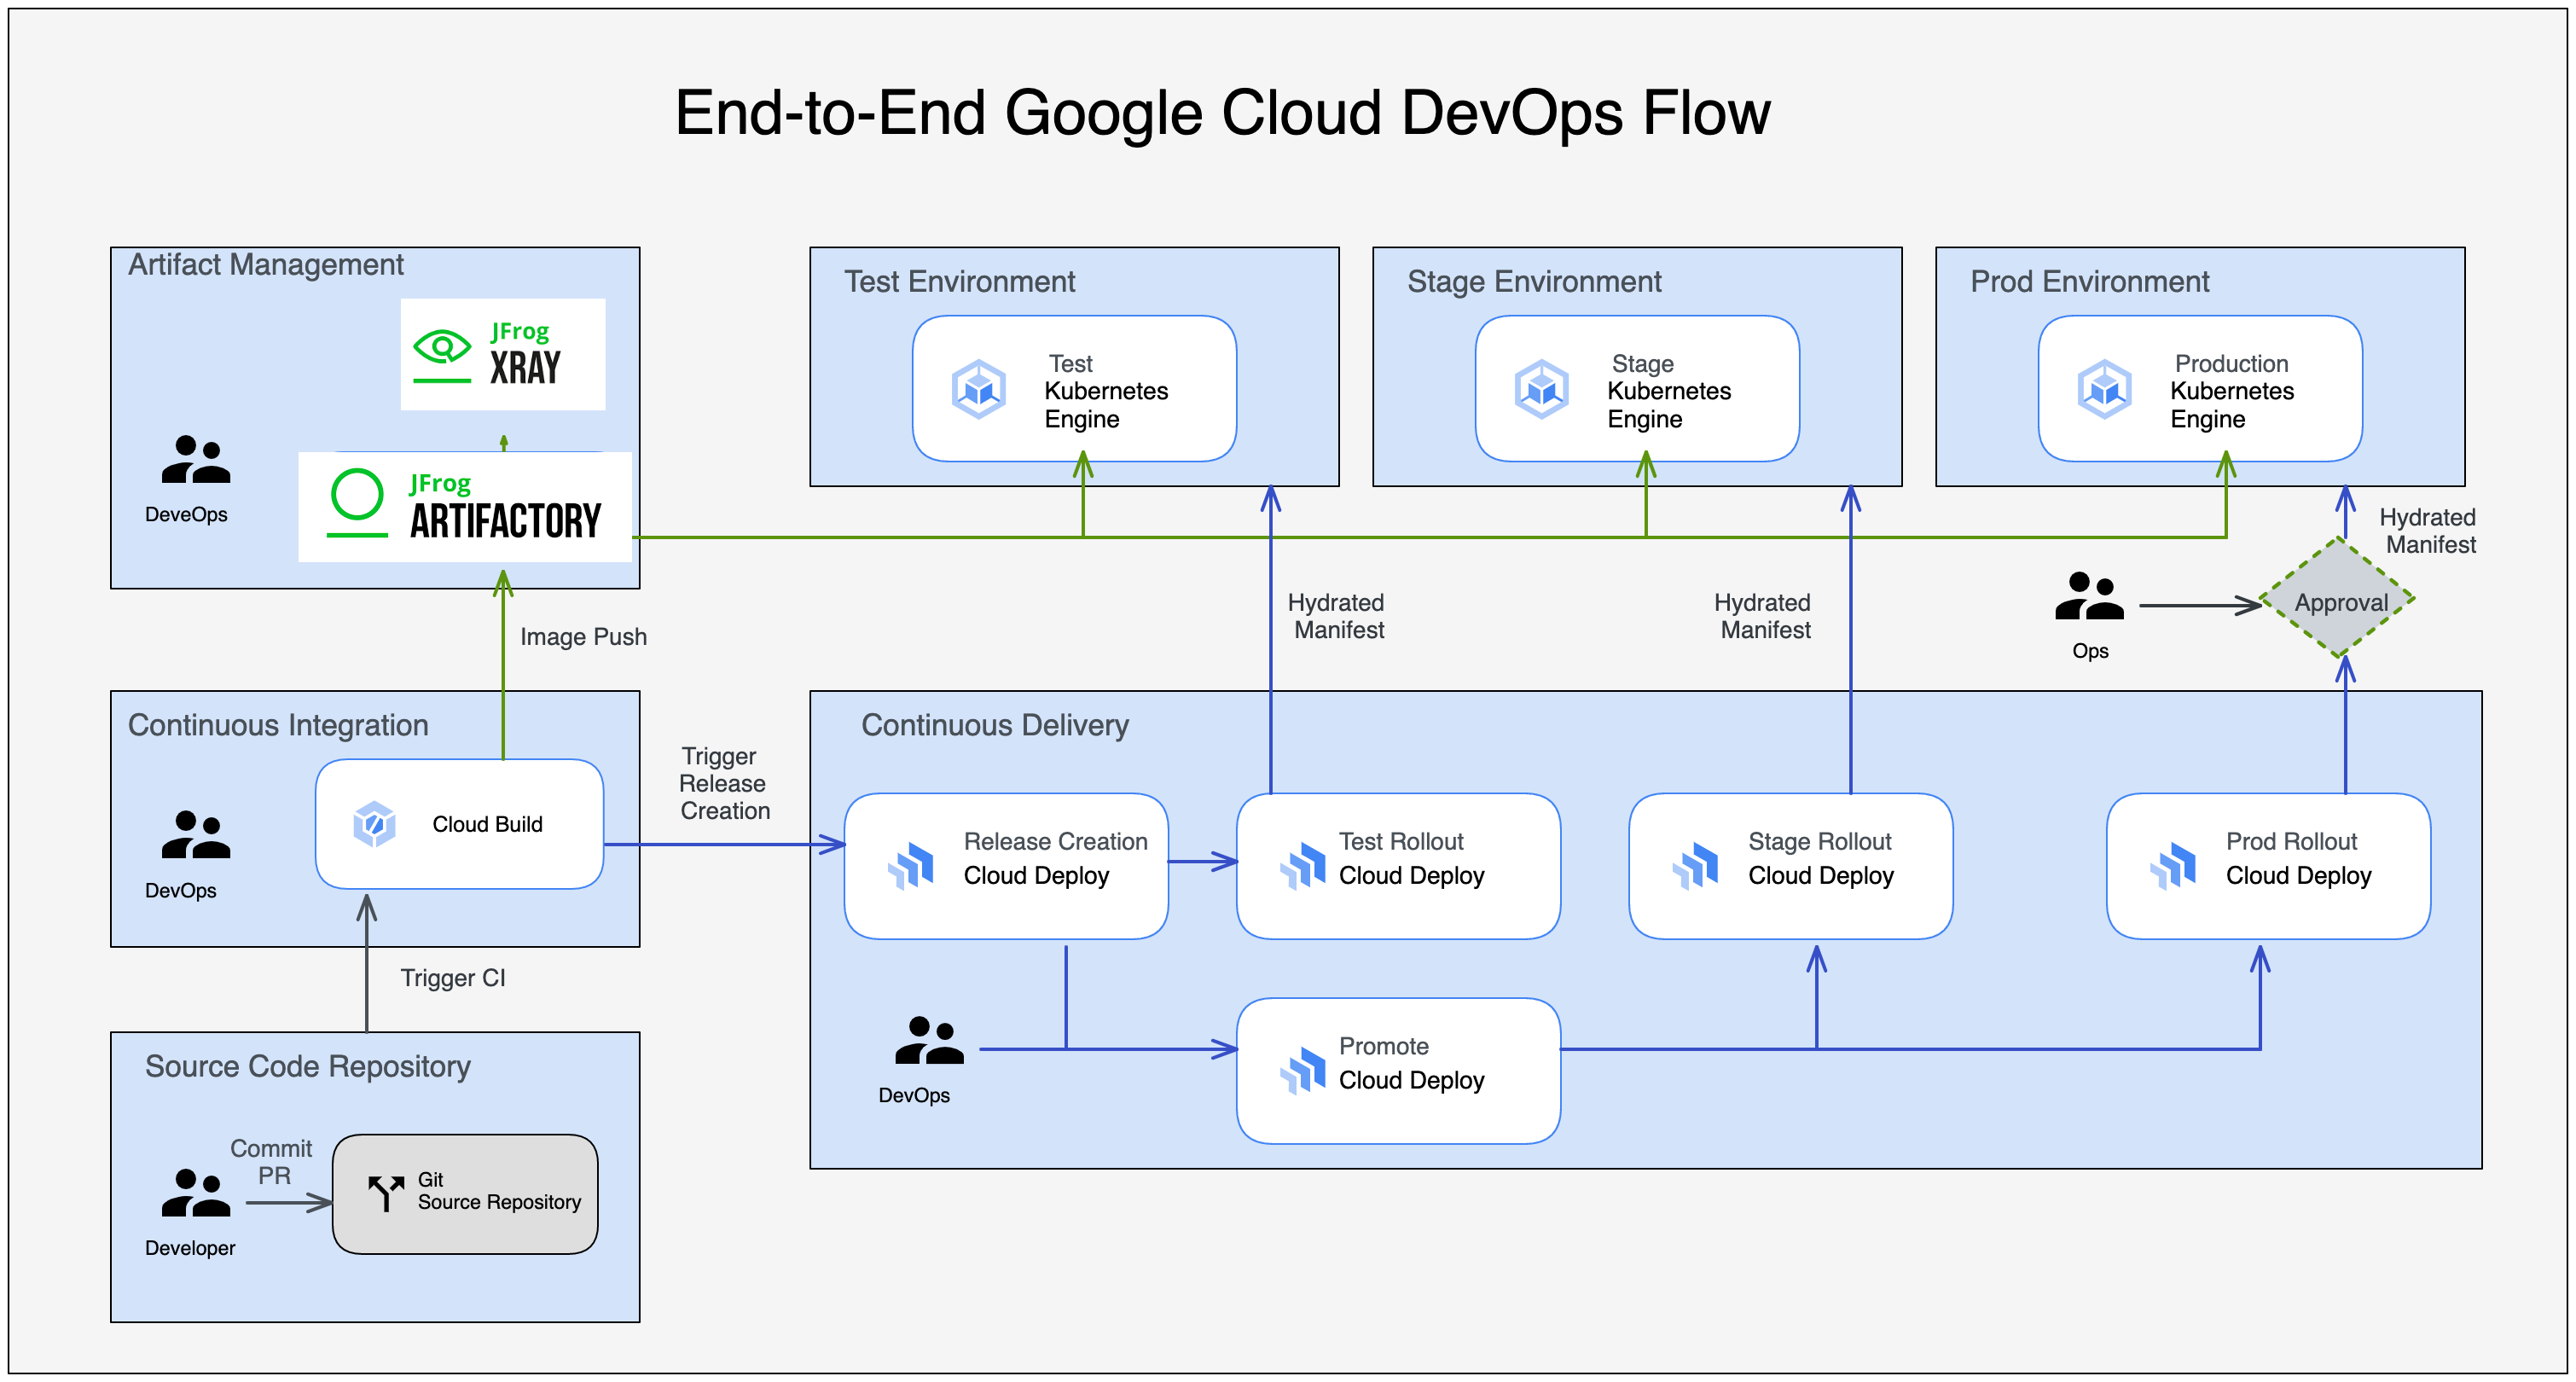 End-to-End Google Cloud DevOps Flow
Artifact Management
JFrog
XRAY
DeveOps
JFrog
ARTIFACTORY
Test Environment
Test
Kubernetes
Engine
Stage Environment
Stage
Kubernetes
Engine
Prod Environment
Production
Kubernetes
Engine
Hydrated
Manifest
Hydrated
Manifest
Hydrated
Manifest
Ops
Approval
Image Push
Continuous Integration
DevOps
Cloud Build
Trigger
Release
Creation
Continuous Delivery
Release Creation
Cloud Deploy
Test Rollout
Cloud Deploy
Stage Rollout
Cloud Deploy
Prod Rollout
Cloud Deploy
DevOps
Promote
Cloud Deploy
Trigger CI
Source Code Repository
Commit
PR
Developer
Git
Source Repository